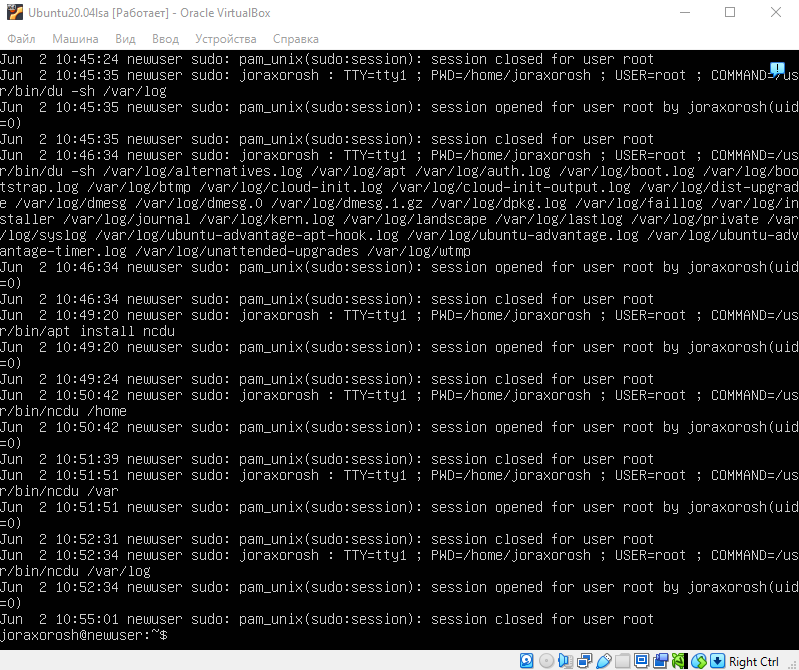 Ubuntu20.04lsa [Работает] - Oracle VirtualBox
Файл Машина Вид Ввод Устройства Справка
Jun  2 10:45:24 newuser sudo: pam_unix(sudo:session): session closed for user root
Jun  2 10:45:35 newuser sudo: joraxorosh : TTY=tty1 ; PWD=/home/joraxorosh ; USER=root ; COMMAND=/us
r/bin/du -sh /var/log
Jun  2 10:45:35 newuser sudo: pam_unix(sudo:session): session opened for user root by joraxorosh(uid
=0)
Jun  2 10:45:35 newuser sudo: pam_unix(sudo:session): session closed for user root
Jun  2 10:46:34 newuser sudo: joraxorosh : TTY=tty1 ; PWD=/home/joraxorosh ; USER=root ; COMMAND=/us
r/bin/du -sh /var/log/alternatives.log /var/log/apt /var/log/auth.log /var/log/boot.log /var/log/boo
tstrap.log /var/log/btmp /var/log/cloud-init.log /var/log/cloud-init-output.log /var/log/dist-upgrad
e /var/log/dmesg /var/log/dmesg.0 /var/log/dmesg.1.gz /var/log/dpkg.log /var/log/faillog /var/log/in
staller /var/log/journal /var/log/kern.log /var/log/landscape /var/log/lastlog /var/log/private /var
/log/syslog /var/log/ubuntu-advantage-apt-hook.log /var/log/ubuntu-advantage.log /var/log/ubuntu-adv
antage-timer.log /var/log/unattended-upgrades /var/log/wtmp
Jun  2 10:46:34 newuser sudo: pam_unix(sudo:session): session opened for user root by joraxorosh(uid
=0)
Jun  2 10:46:34 newuser sudo: pam_unix(sudo:session): session closed for user root
Jun  2 10:49:20 newuser sudo: joraxorosh : TTY=tty1 ; PWD=/home/joraxorosh ; USER=root ; COMMAND=/us
r/bin/apt install ncdu
Jun  2 10:49:20 newuser sudo: pam_unix(sudo:session): session opened for user root by joraxorosh(uid
=0)
Jun  2 10:49:24 newuser sudo: pam_unix(sudo:session): session closed for user root
Jun  2 10:50:42 newuser sudo: joraxorosh : TTY=tty1 ; PWD=/home/joraxorosh ; USER=root ; COMMAND=/us
r/bin/ncdu /home
Jun  2 10:50:42 newuser sudo: pam_unix(sudo:session): session opened for user root by joraxorosh(uid
=0)
Jun  2 10:51:39 newuser sudo: pam_unix(sudo:session): session closed for user root
Jun  2 10:51:51 newuser sudo: joraxorosh : TTY=tty1 ; PWD=/home/joraxorosh ; USER=root ; COMMAND=/us
r/bin/ncdu /var
Jun  2 10:51:51 newuser sudo: pam_unix(sudo:session): session opened for user root by joraxorosh(uid
=0)
Jun  2 10:52:31 newuser sudo: pam_unix(sudo:session): session closed for user root
Jun  2 10:52:34 newuser sudo: joraxorosh : TTY=tty1 ; PWD=/home/joraxorosh ; USER=root ; COMMAND=/us
r/bin/ncdu /var/log
Jun  2 10:52:34 newuser sudo: pam_unix(sudo:session): session opened for user root by joraxorosh(uid
=0)
Jun  2 10:55:01 newuser sudo: pam_unix(sudo:session): session closed for user root
joraxorosh@newuser:~$
Right Ctrl